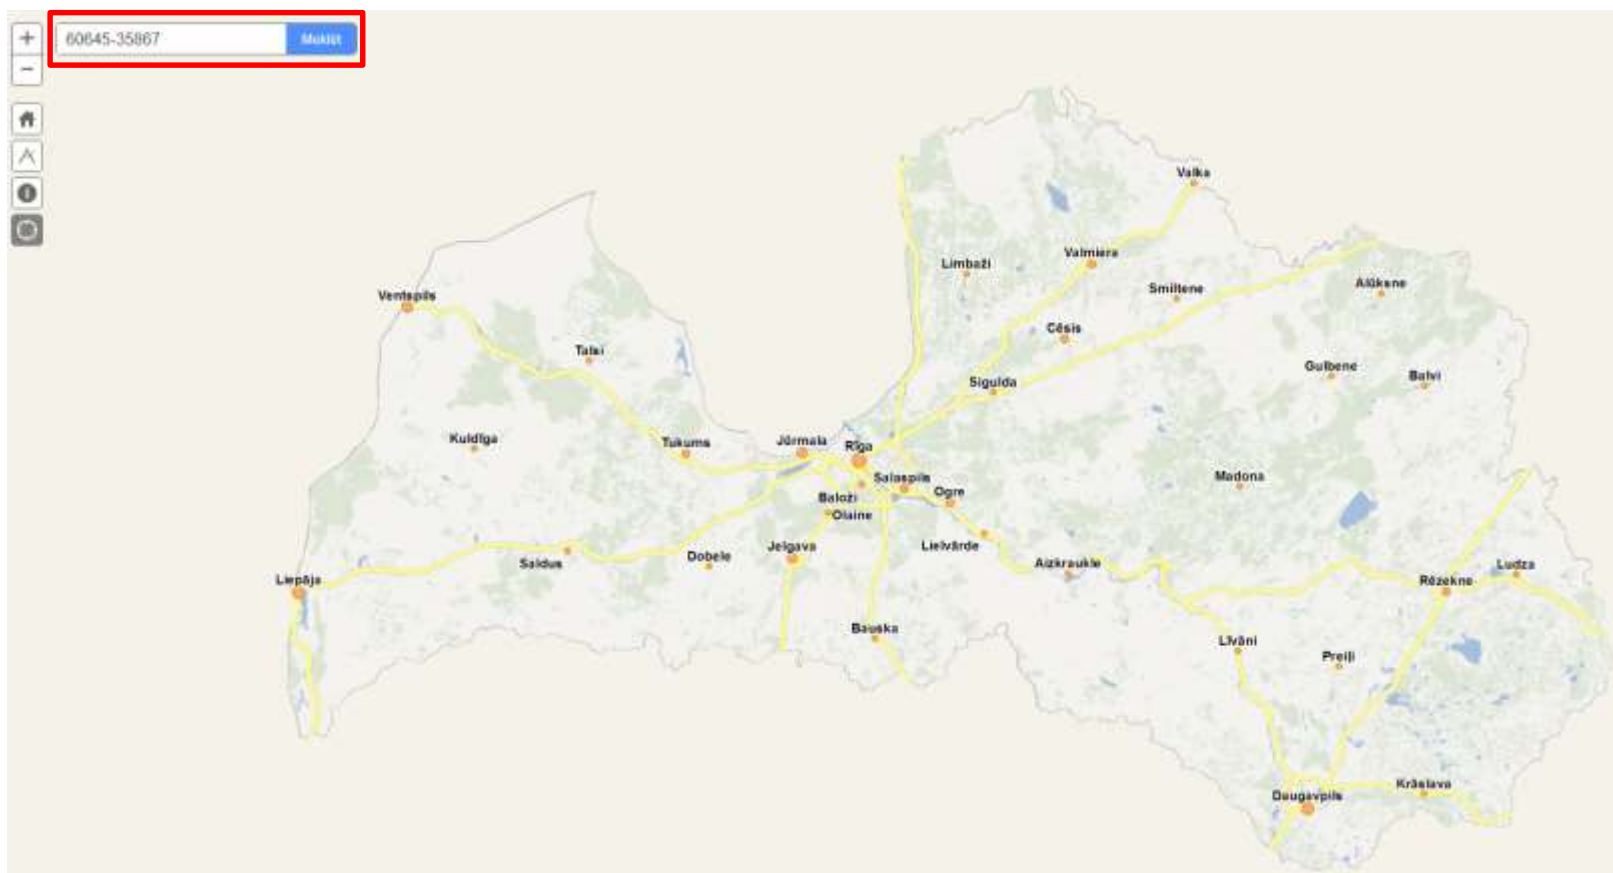 60645-35867
Meklēt
Valka
Valmiera
Limbaži
Smiltene
Alūksne
Ventspils
Cēsis
Talsi
Gulbene
Balvi
Sigulda
Kuldīga
Tukums
Jūrmala
Rīga
Salaspils
Madona
Ogre
Baloži
Olaine
Jelgava
Lielvārde
Saldus
Dobele
Aizkraukle
Ludza
Liepāja
Rēzekne
Bauska
Līvāni
Preiļi
Krāslava
Daugavpils